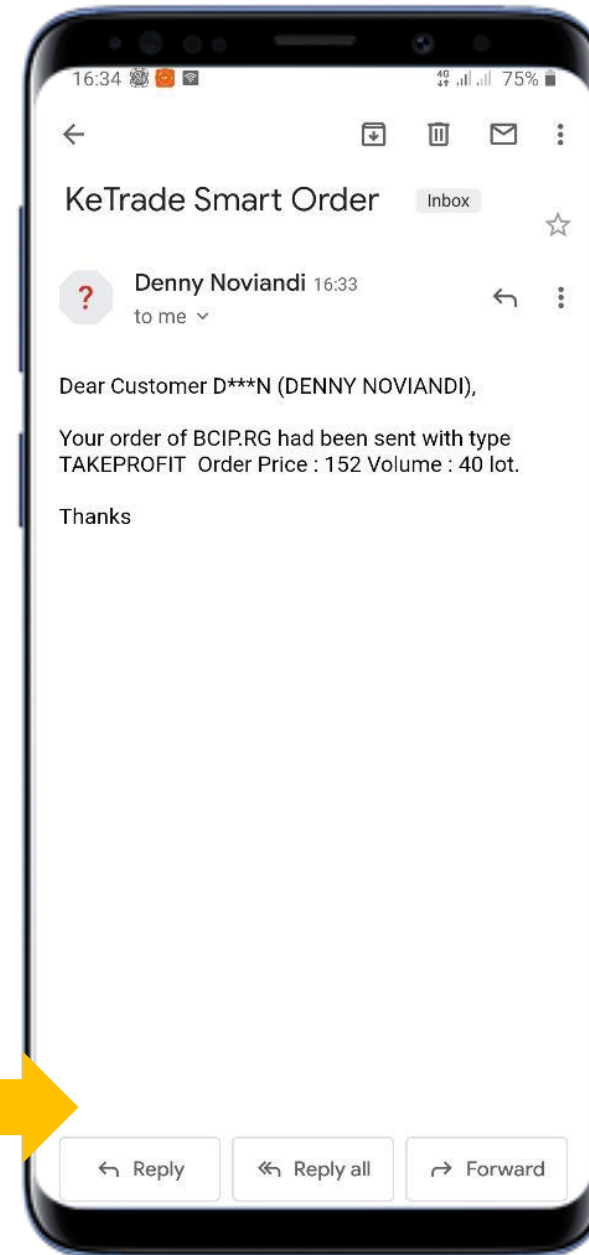 16:34 4G 75%
KeTrade Smart Order Inbox
? Denny Noviandi 16:33
to me
Dear Customer D***N (DENNY NOVIANDI),
Your order of BCIP.RG had been sent with type
TAKEPROFIT Order Price : 152 Volume : 40 lot.
Thanks
Reply Reply all Forward